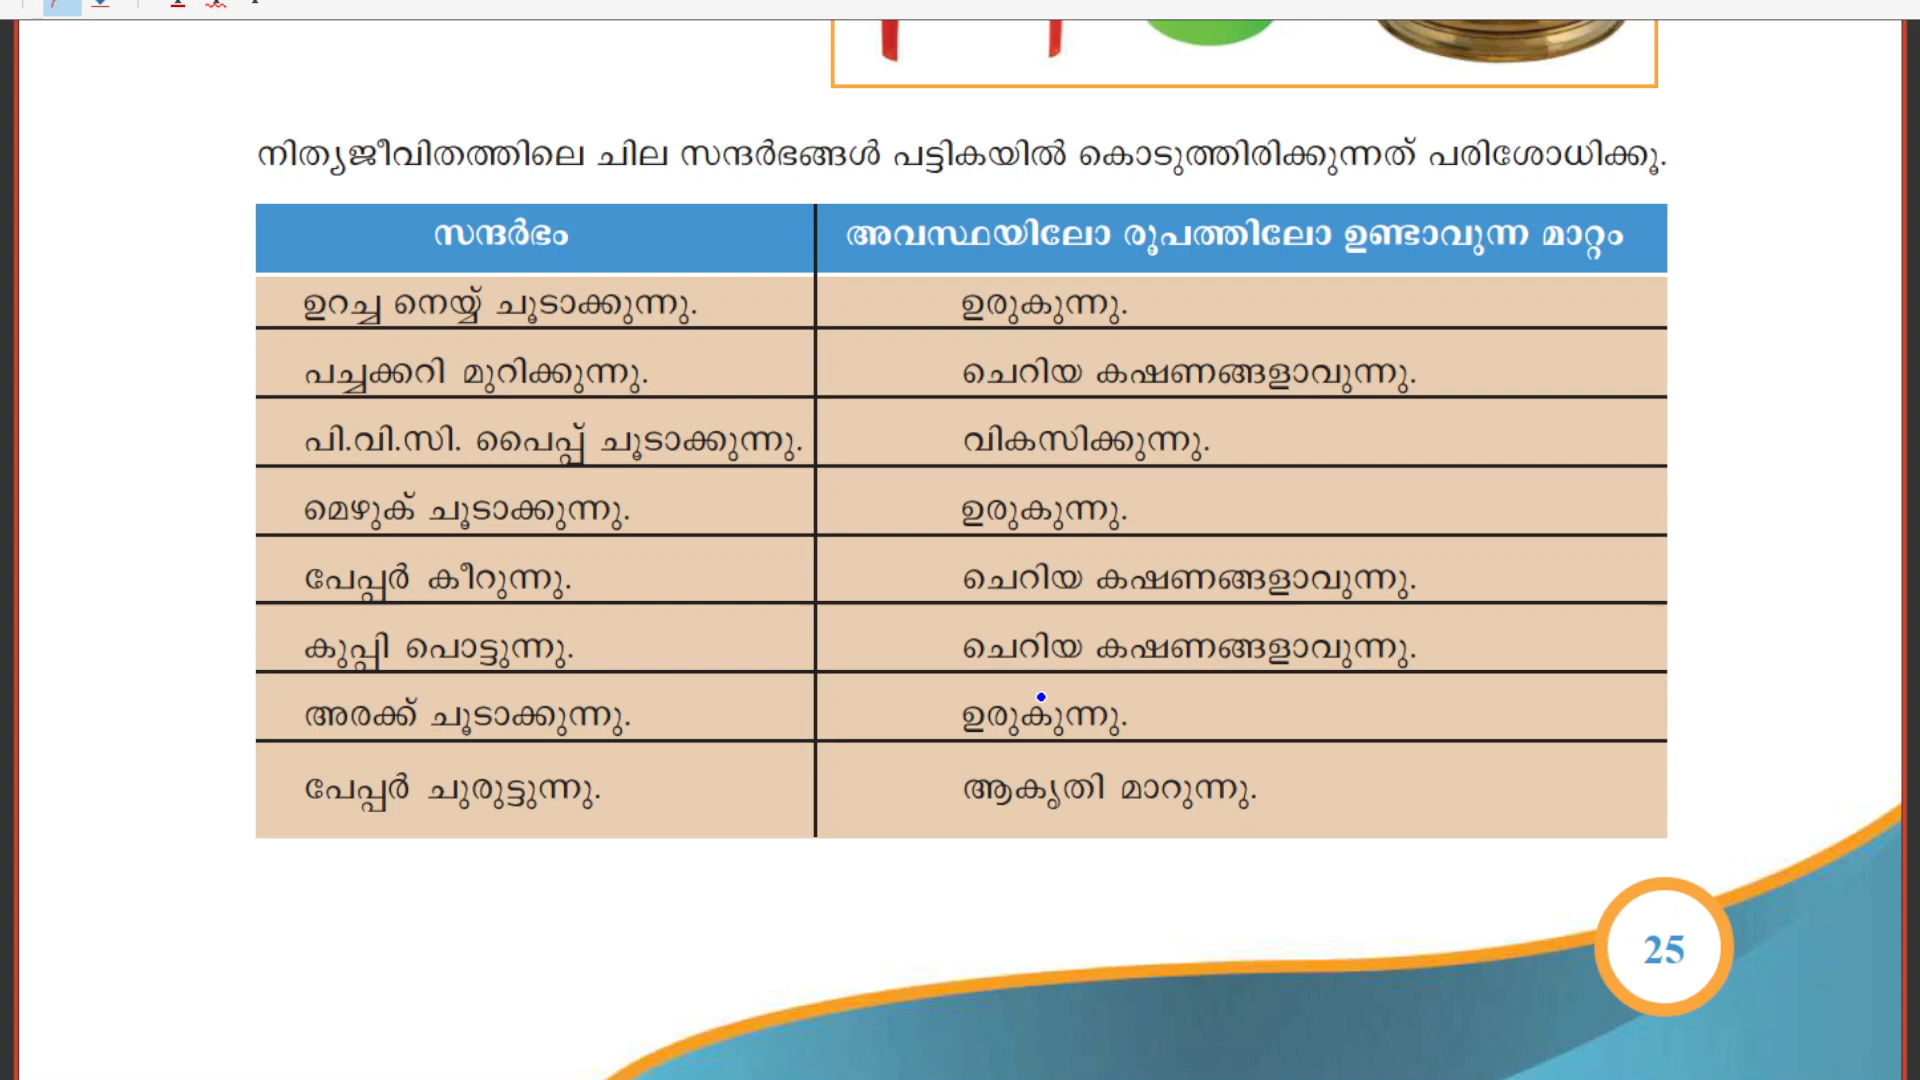 നിത്യജീവിതത്തിലെ ചില സന്ദർഭങ്ങൾ പട്ടികയിൽ കൊടുത്തിരിക്കുന്നത് പരിശോധിക്കൂ.
സന്ദർഭം അവസ്ഥയിലോ രൂപത്തിലോ ഉണ്ടാവുന്ന മാറ്റം
ഉറച്ച നെയ്യ് ചൂടാക്കുന്നു. ഉരുകുന്നു.
പച്ചക്കറി മുറിക്കുന്നു. ചെറിയ കഷണങ്ങളാവുന്നു.
പി.വി.സി. പൈപ്പ് ചൂടാക്കുന്നു. വികസിക്കുന്നു.
മെഴുക് ചൂടാക്കുന്നു. ഉരുകുന്നു.
പേപ്പർ കീറുന്നു. ചെറിയ കഷണങ്ങളാവുന്നു.
കുപ്പി പൊട്ടുന്നു. ചെറിയ കഷണങ്ങളാവുന്നു.
അരക്ക് ചൂടാക്കുന്നു. ഉരുകുന്നു.
പേപ്പർ ചുരുട്ടുന്നു. ആകൃതി മാറുന്നു.
25